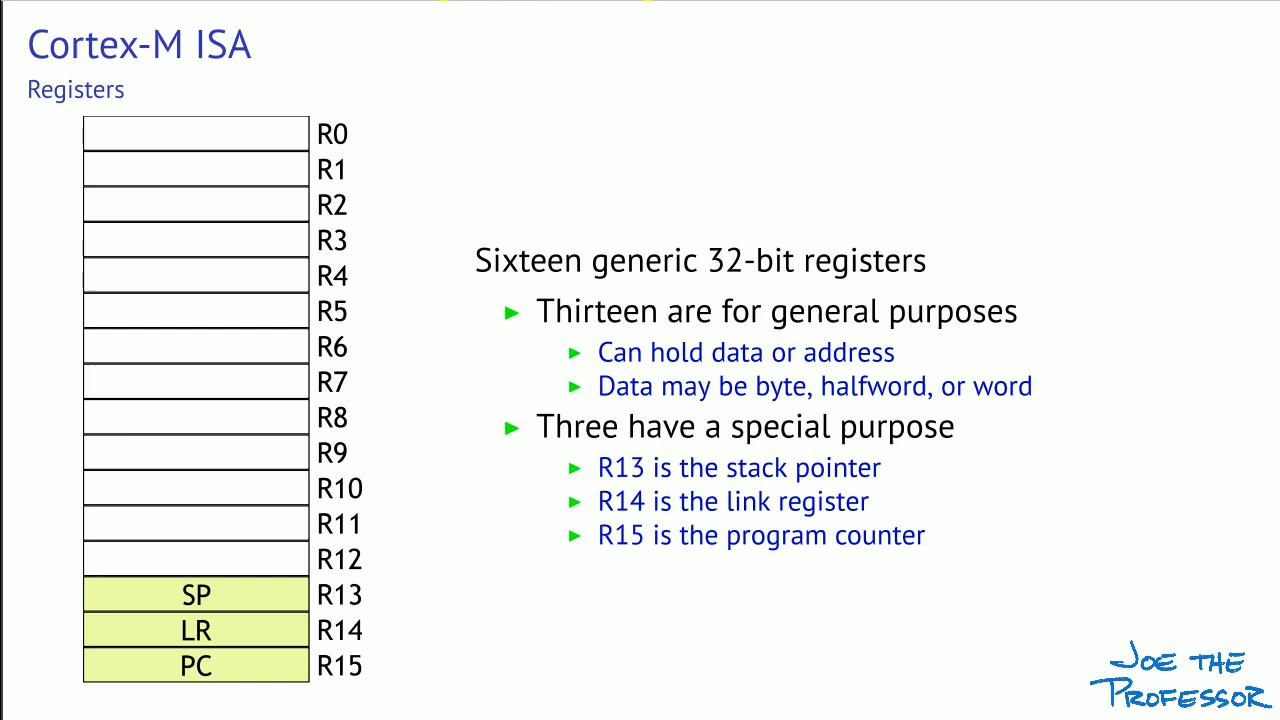 Cortex-M ISA
Registers
R0
R1
R2
R3
R4
R5
R6
R7
R8
R9
R10
R11
R12
SP R13
LR R14
PC R15
Sixteen generic 32-bit registers
Thirteen are for general purposes
Can hold data or address
Data may be byte, halfword, or word
Three have a special purpose
R13 is the stack pointer
R14 is the link register
R15 is the program counter
JOE THE
PROFESSOR